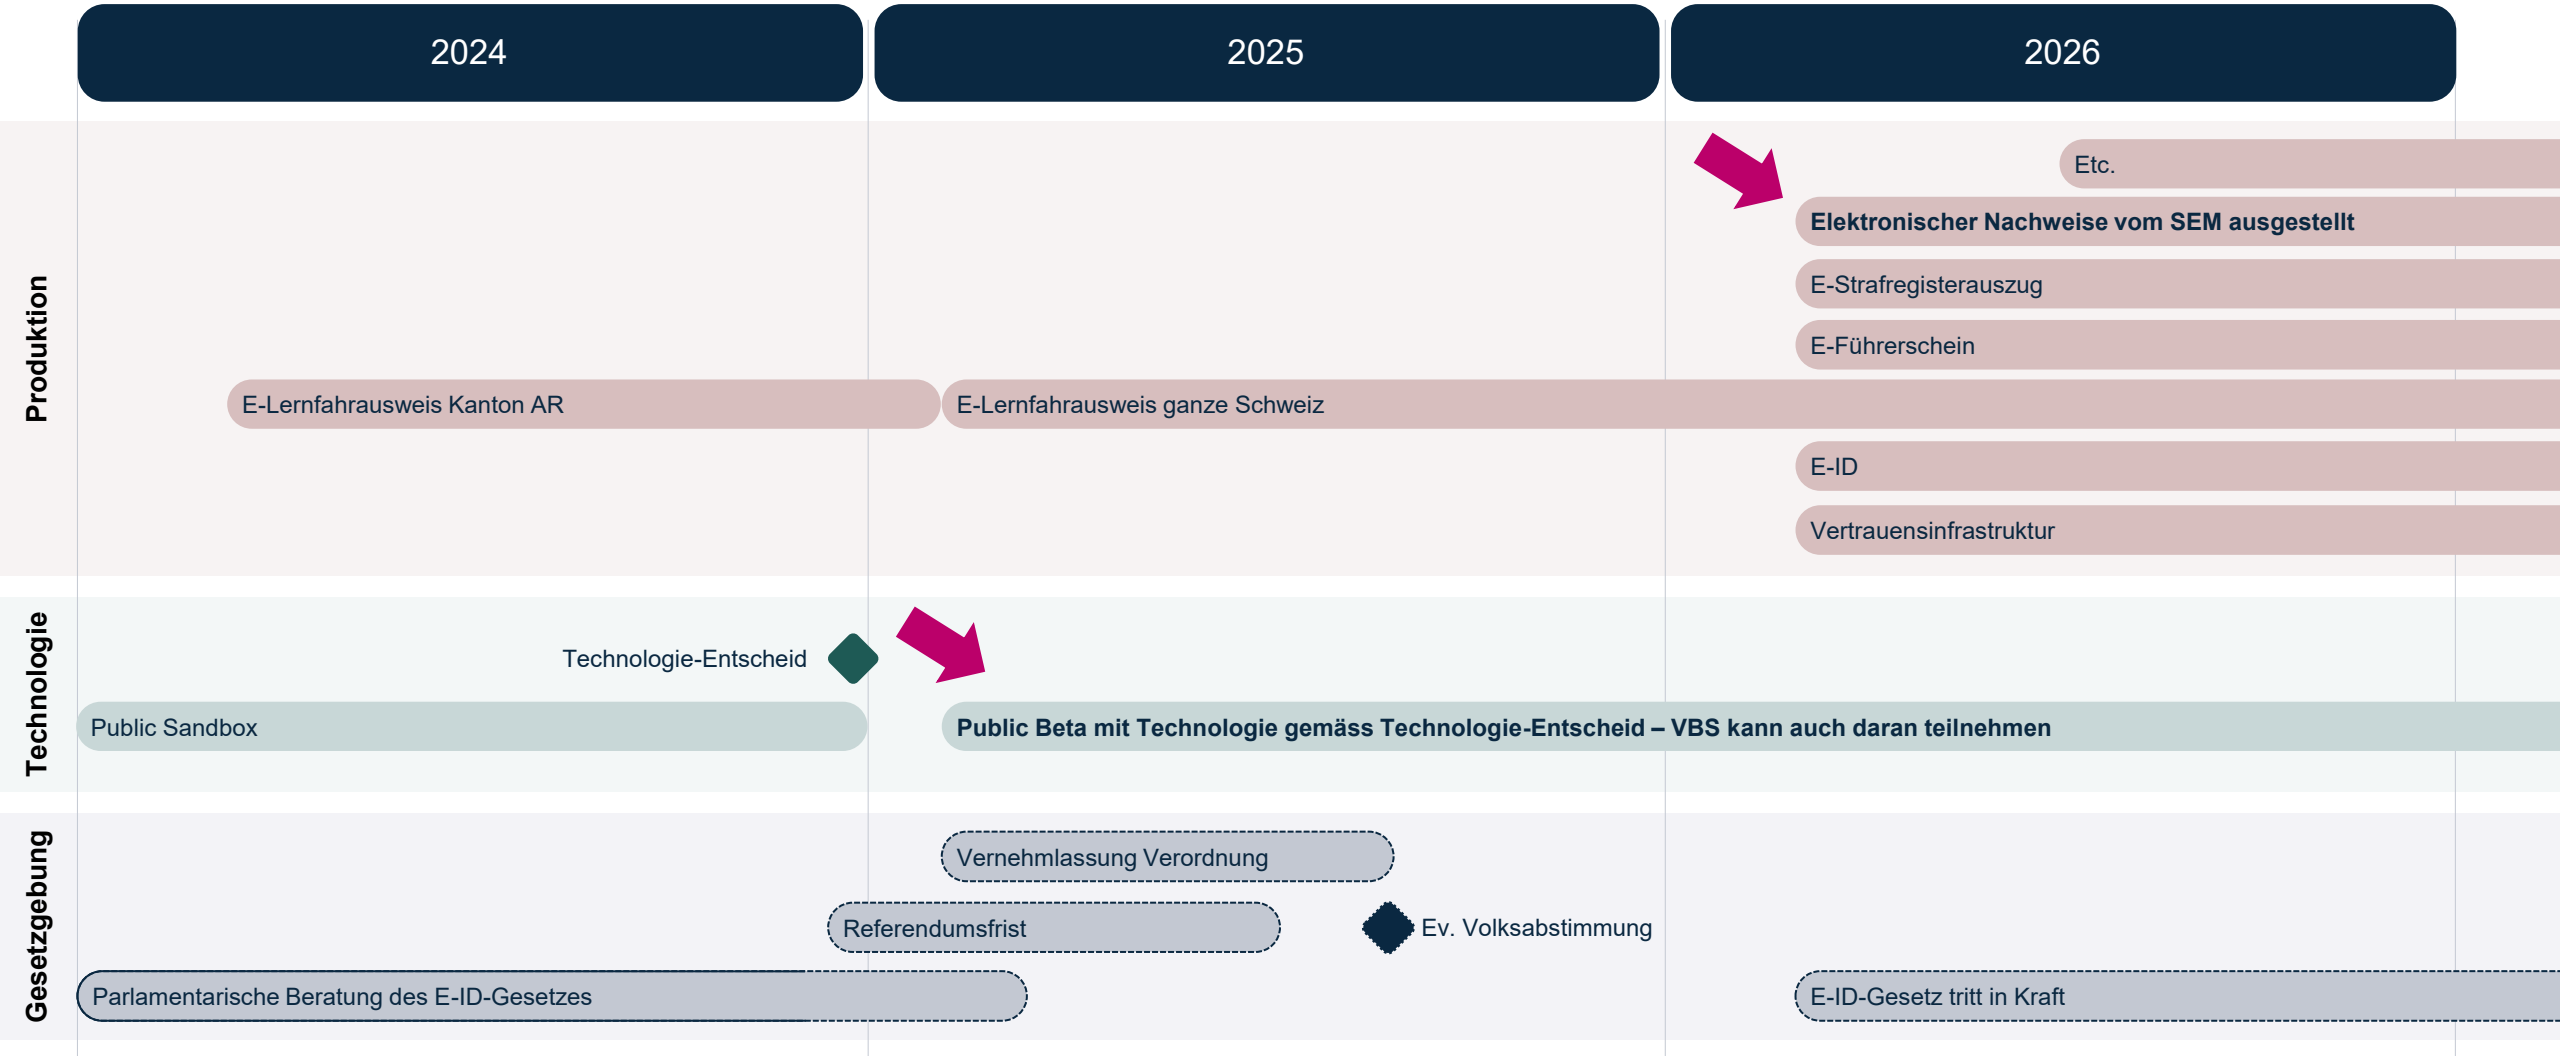 2024
2025
2026
Produktion
Etc.
Elektronischer Nachweise vom SEM ausgestellt
E-Strafregisterauszug
E-Führerschein
E-Lernfahrausweis Kanton AR
E-Lernfahrausweis ganze Schweiz
E-ID
Vertrauensinfrastruktur
Technologie
Technologie-Entscheid
Public Sandbox
Public Beta mit Technologie gemäss Technologie-Entscheid – VBS kann auch daran teilnehmen
Gesetzgebung
Vernehmlassung Verordnung
Referendumsfrist
Ev. Volksabstimmung
Parlamentarische Beratung des E-ID-Gesetzes
E-ID-Gesetz tritt in Kraft